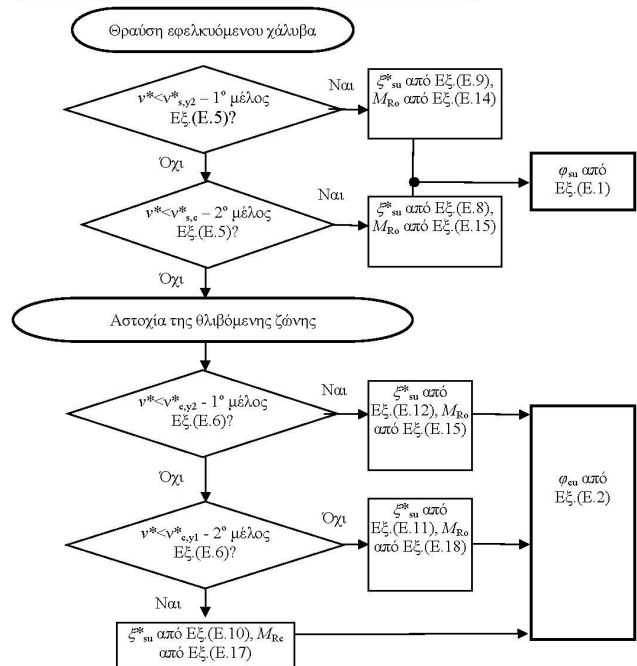 Θραύση εφελκυόμενου χάλυβα
ν*<ν*s,y2 – 1º μέλος
Εξ.(Ε.5)?
Ναι
ξ*su από Εξ.(Ε.9),
MRo από Εξ.(Ε.14)
Όχι
φsu από
Εξ.(Ε.1)
ν*<ν*s,c – 2º μέλος
Εξ.(Ε.5)?
Ναι
ξ*su από Εξ.(Ε.8),
MRo από Εξ.(Ε.15)
Όχι
Αστοχία της θλιβόμενης ζώνης
ν*<ν*c,y2 - 1º μέλος
Εξ.(Ε.6)?
Ναι
ξ*su από
Εξ.(Ε.12), MRo
από Εξ.(Ε.15)
Όχι
φcu από
Εξ.(Ε.2)
ν*<ν*c,y1 - 2º μέλος
Εξ.(Ε.6)?
Όχι
ξ*su από
Εξ.(Ε.11), MRo
από Εξ.(Ε.18)
Ναι
ξ*su από Εξ.(Ε.10), MRc
από Εξ.(Ε.17)